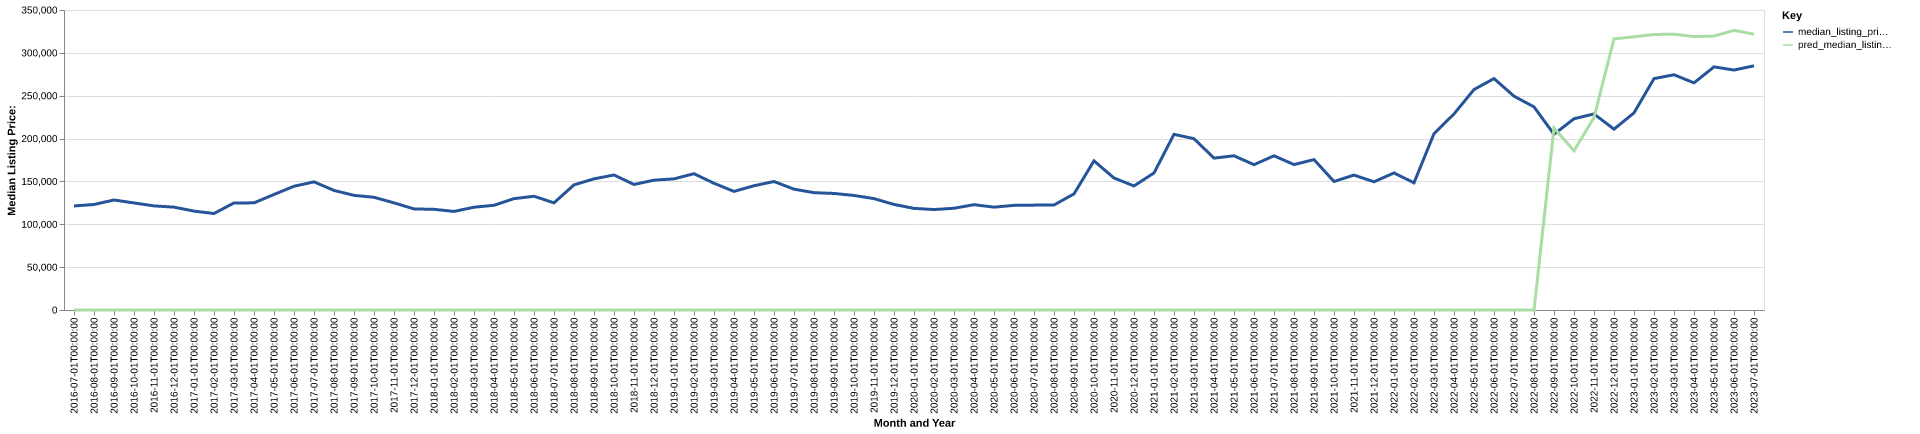 350,000
300,000
250,000
200,000
150,000
100,000
50,000
0
Median Listing Price:
2016-07-01T00:00:00
2016-08-01T00:00:00
2016-09-01T00:00:00
2016-10-01T00:00:00
2016-11-01T00:00:00
2016-12-01T00:00:00
2017-01-01T00:00:00
2017-02-01T00:00:00
2017-03-01T00:00:00
2017-04-01T00:00:00
2017-05-01T00:00:00
2017-06-01T00:00:00
2017-07-01T00:00:00
2017-08-01T00:00:00
2017-09-01T00:00:00
2017-10-01T00:00:00
2017-11-01T00:00:00
2017-12-01T00:00:00
2018-01-01T00:00:00
2018-02-01T00:00:00
2018-03-01T00:00:00
2018-04-01T00:00:00
2018-05-01T00:00:00
2018-06-01T00:00:00
2018-07-01T00:00:00
2018-08-01T00:00:00
2018-09-01T00:00:00
2018-10-01T00:00:00
2018-11-01T00:00:00
2018-12-01T00:00:00
2019-01-01T00:00:00
2019-02-01T00:00:00
2019-03-01T00:00:00
2019-04-01T00:00:00
2019-05-01T00:00:00
2019-06-01T00:00:00
2019-07-01T00:00:00
2019-08-01T00:00:00
2019-09-01T00:00:00
2019-10-01T00:00:00
2019-11-01T00:00:00
2019-12-01T00:00:00
2020-01-01T00:00:00
2020-02-01T00:00:00
2020-03-01T00:00:00
2020-04-01T00:00:00
2020-05-01T00:00:00
2020-06-01T00:00:00
2020-07-01T00:00:00
2020-08-01T00:00:00
2020-09-01T00:00:00
2020-10-01T00:00:00
2020-11-01T00:00:00
2020-12-01T00:00:00
2021-01-01T00:00:00
2021-02-01T00:00:00
2021-03-01T00:00:00
2021-04-01T00:00:00
2021-05-01T00:00:00
2021-06-01T00:00:00
2021-07-01T00:00:00
2021-08-01T00:00:00
2021-09-01T00:00:00
2021-10-01T00:00:00
2021-11-01T00:00:00
2021-12-01T00:00:00
2022-01-01T00:00:00
2022-02-01T00:00:00
2022-03-01T00:00:00
2022-04-01T00:00:00
2022-05-01T00:00:00
2022-06-01T00:00:00
2022-07-01T00:00:00
2022-08-01T00:00:00
2022-09-01T00:00:00
2022-10-01T00:00:00
2022-11-01T00:00:00
2022-12-01T00:00:00
2023-01-01T00:00:00
2023-02-01T00:00:00
2023-03-01T00:00:00
2023-04-01T00:00:00
2023-05-01T00:00:00
2023-06-01T00:00:00
2023-07-01T00:00:00
Month and Year
Key
median_listing_pri…
pred_median_listin…